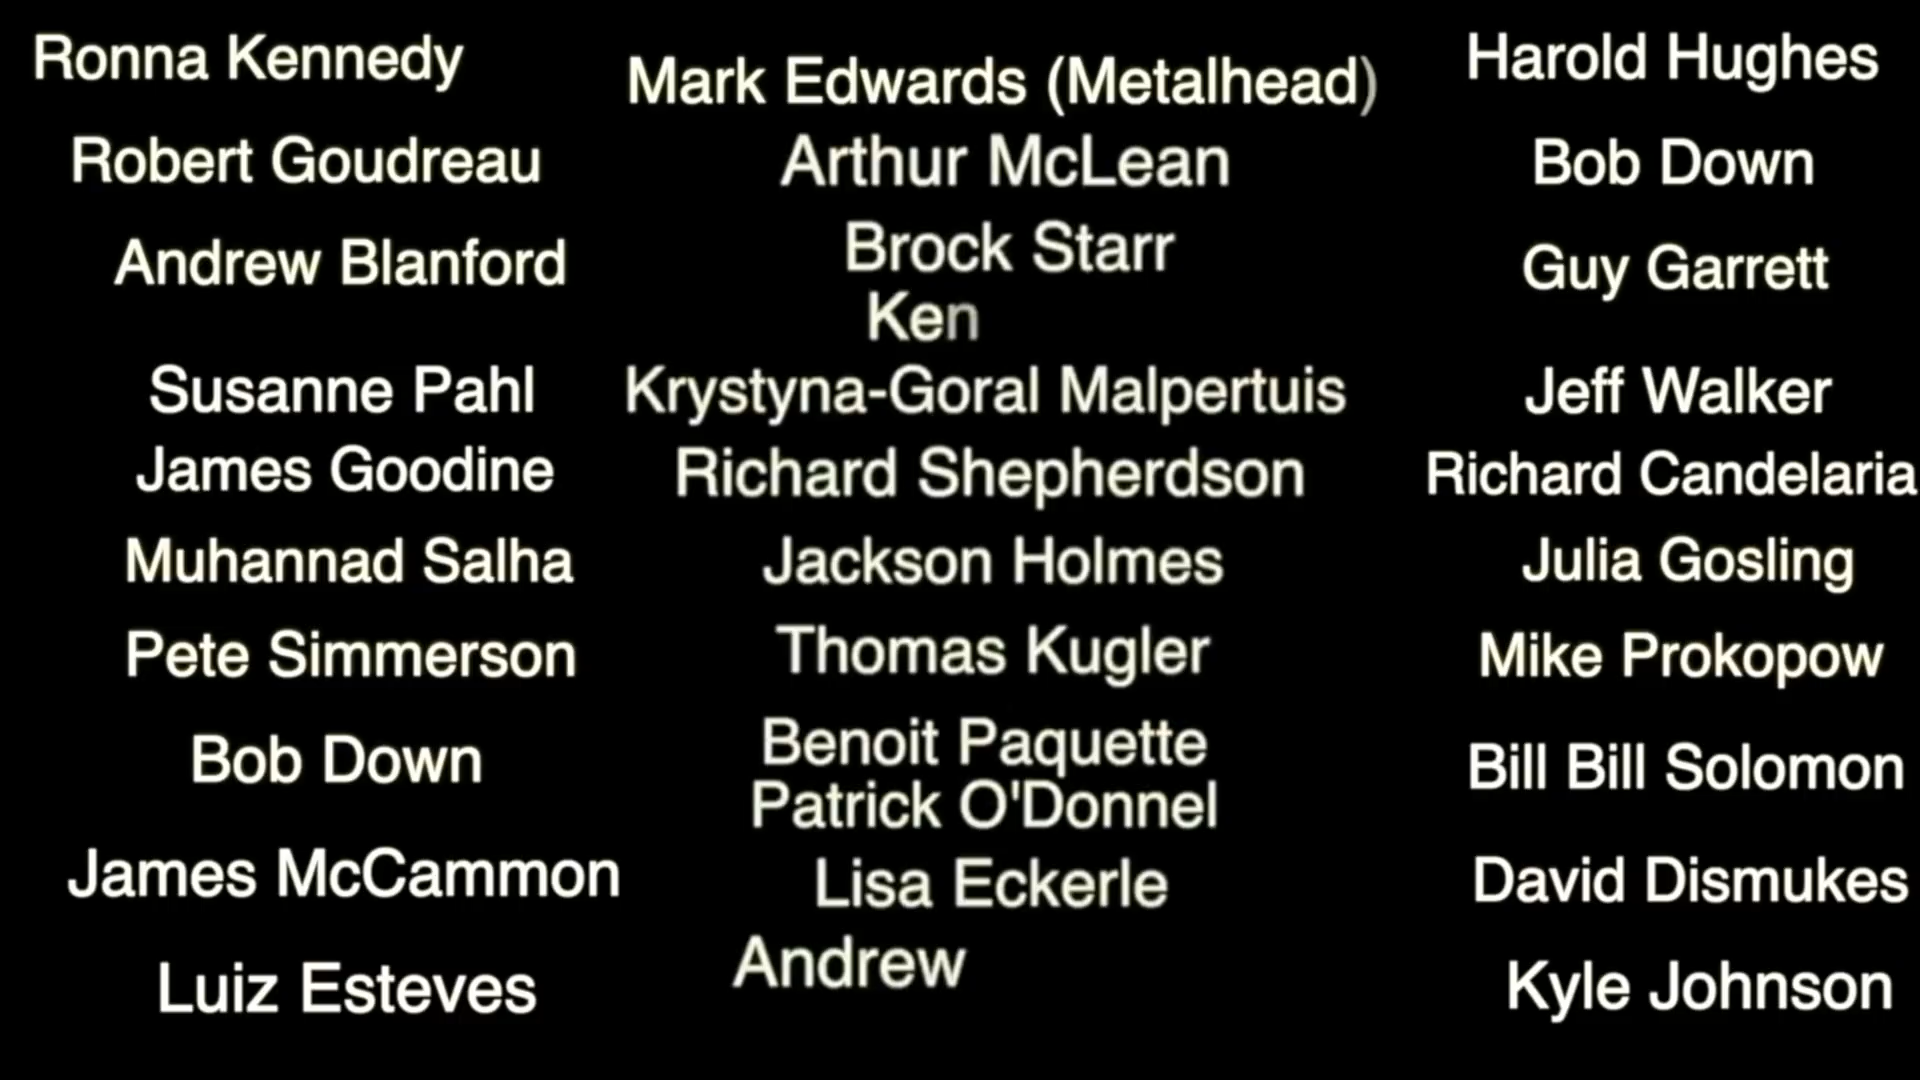 Ronna Kennedy
Robert Goudreau
Andrew Blanford
Susanne Pahl
James Goodine
Muhannad Salha
Pete Simmerson
Bob Down
James McCammon
Luiz Esteves
Mark Edwards (Metalhead)
Arthur McLean
Brock Starr
Ken
Krystyna-Goral Malpertuis
Richard Shepherdson
Jackson Holmes
Thomas Kugler
Benoit Paquette
Patrick O'Donnel
Lisa Eckerle
Andrew
Harold Hughes
Bob Down
Guy Garrett
Jeff Walker
Richard Candelaria
Julia Gosling
Mike Prokopow
Bill Bill Solomon
David Dismukes
Kyle Johnson